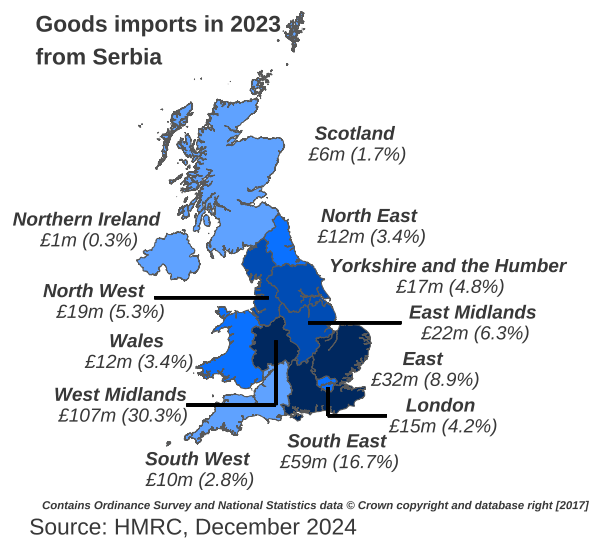 Goods imports in 2023
from Serbia
Scotland
£6m (1.7%)
Northern Ireland
£1m (0.3%)
North East
£12m (3.4%)
Yorkshire and the Humber
£17m (4.8%)
North West
£19m (5.3%)
East Midlands
£22m (6.3%)
Wales
£12m (3.4%)
East
£32m (8.9%)
West Midlands
£107m (30.3%)
London
£15m (4.2%)
South East
£59m (16.7%)
South West
£10m (2.8%)
Contains Ordinance Survey and National Statistics data © Crown copyright and database right [2017]
Source: HMRC, December 2024